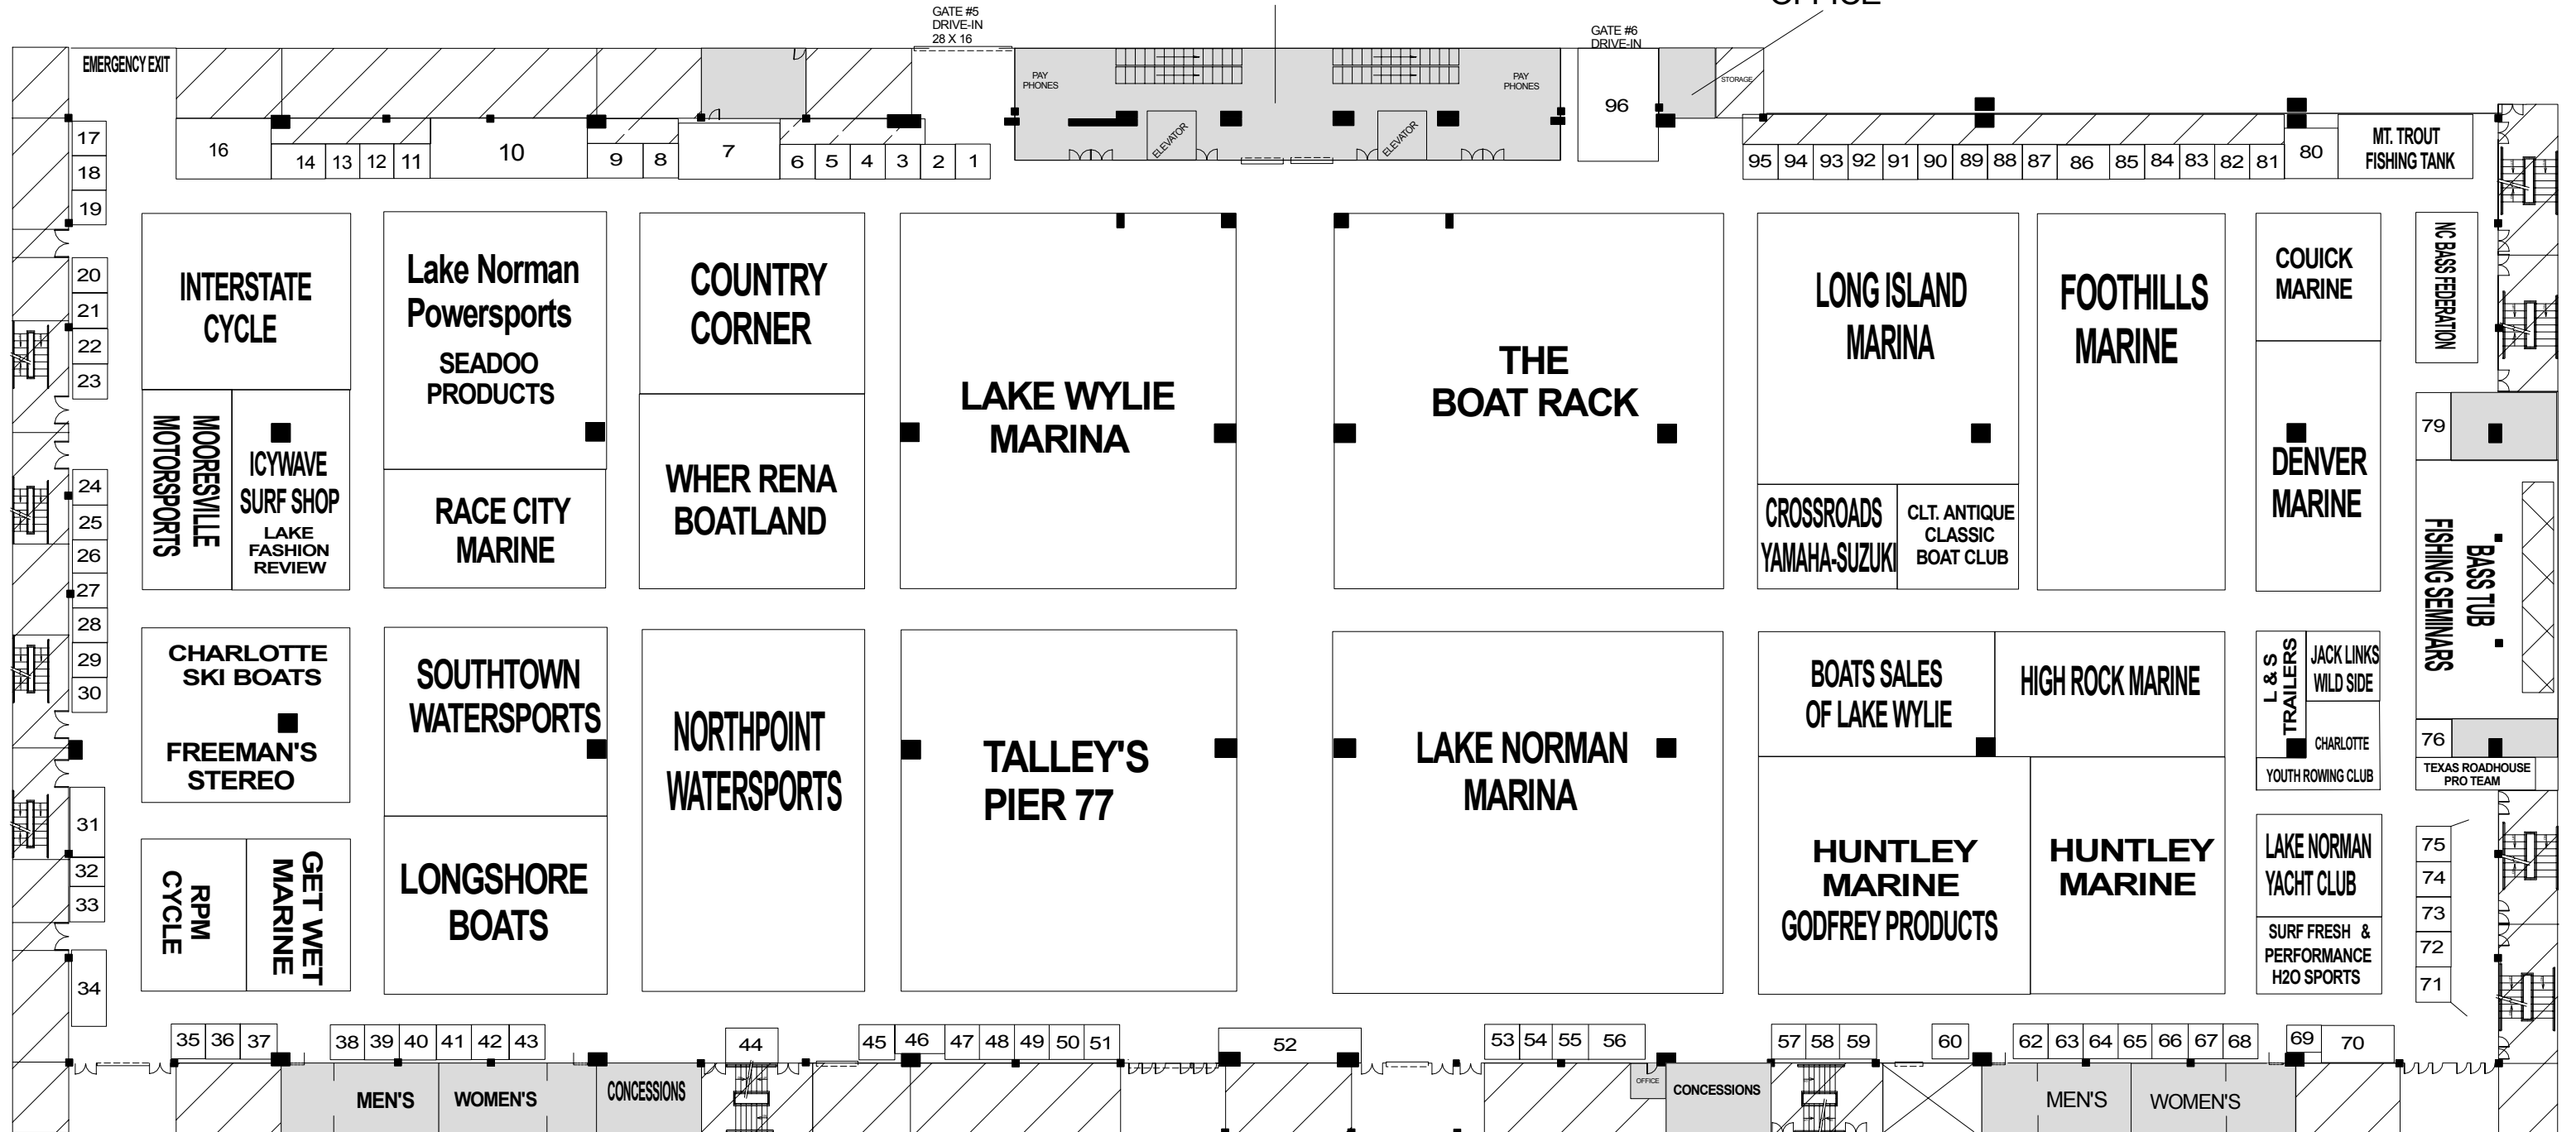 OFFICE
GATE #5
DRIVE-IN
28 X 16
GATE #6
DRIVE-IN
EMERGENCY EXIT
PAY
PHONES
PAY
PHONES
STORAGE
ELEVATOR
ELEVATOR
96
16
14
13
12
11
10
9
8
7
6
5
4
3
2
1
95
94
93
92
91
90
89
88
87
86
85
84
83
82
81
80
MT. TROUT
FISHING TANK
17
18
19
20
21
22
23
24
25
26
27
28
29
30
31
32
33
34
INTERSTATE
CYCLE
Lake Norman
Powersports
SEADOO
PRODUCTS
COUNTRY
CORNER
LAKE WYLIE
MARINA
THE
BOAT RACK
LONG ISLAND
MARINA
FOOTHILLS
MARINE
COUICK
MARINE
NC BASS FEDERATION
MOORESVILLE
MOTORSPORTS
ICYWAVE
SURF SHOP
LAKE
FASHION
REVIEW
RACE CITY
MARINE
WHER RENA
BOATLAND
CROSSROADS
YAMAHA-SUZUKI
CLT. ANTIQUE
CLASSIC
BOAT CLUB
DENVER
MARINE
79
BASS TUB
FISHING SEMINARS
CHARLOTTE
SKI BOATS
FREEMAN'S
STEREO
SOUTHTOWN
WATERSPORTS
NORTHPOINT
WATERSPORTS
TALLEY'S
PIER 77
LAKE NORMAN
MARINA
BOATS SALES
OF LAKE WYLIE
HIGH ROCK MARINE
L & S
TRAILERS
JACK LINKS
WILD SIDE
CHARLOTTE
YOUTH ROWING CLUB
76
TEXAS ROADHOUSE
PRO TEAM
RPM
CYCLE
GET WET
MARINE
LONGSHORE
BOATS
HUNTLEY
MARINE
GODFREY PRODUCTS
HUNTLEY
MARINE
LAKE NORMAN
YACHT CLUB
SURF FRESH &
PERFORMANCE
H2O SPORTS
75
74
73
72
71
35
36
37
38
39
40
41
42
43
44
45
46
47
48
49
50
51
52
53
54
55
56
57
58
59
60
62
63
64
65
66
67
68
69
70
MEN'S
WOMEN'S
CONCESSIONS
OFFICE
CONCESSIONS
MEN'S
WOMEN'S